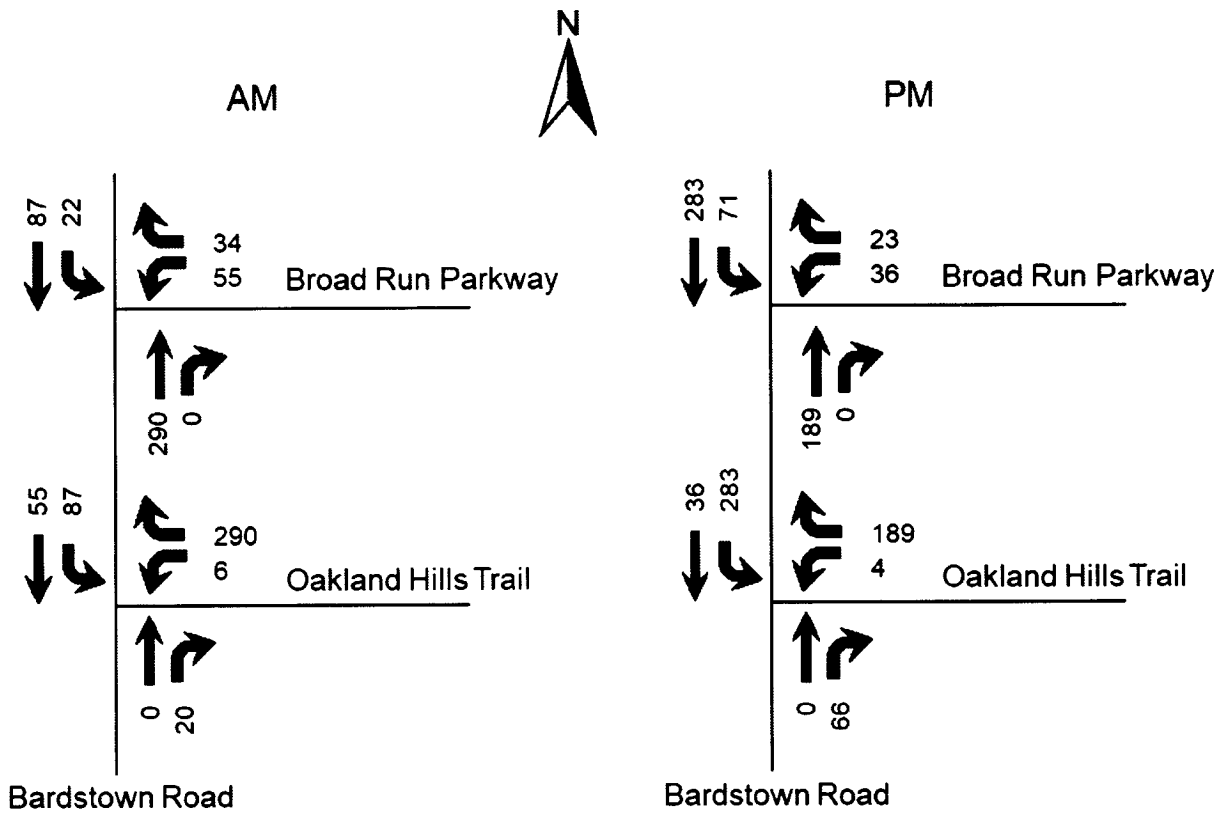 N
AM
PM
87 22
34
55
Broad Run Parkway
290 0
55 87
290
6
Oakland Hills Trail
0 20
Bardstown Road
283 71
23
36
Broad Run Parkway
189 0
36 283
189
4
Oakland Hills Trail
0 66
Bardstown Road